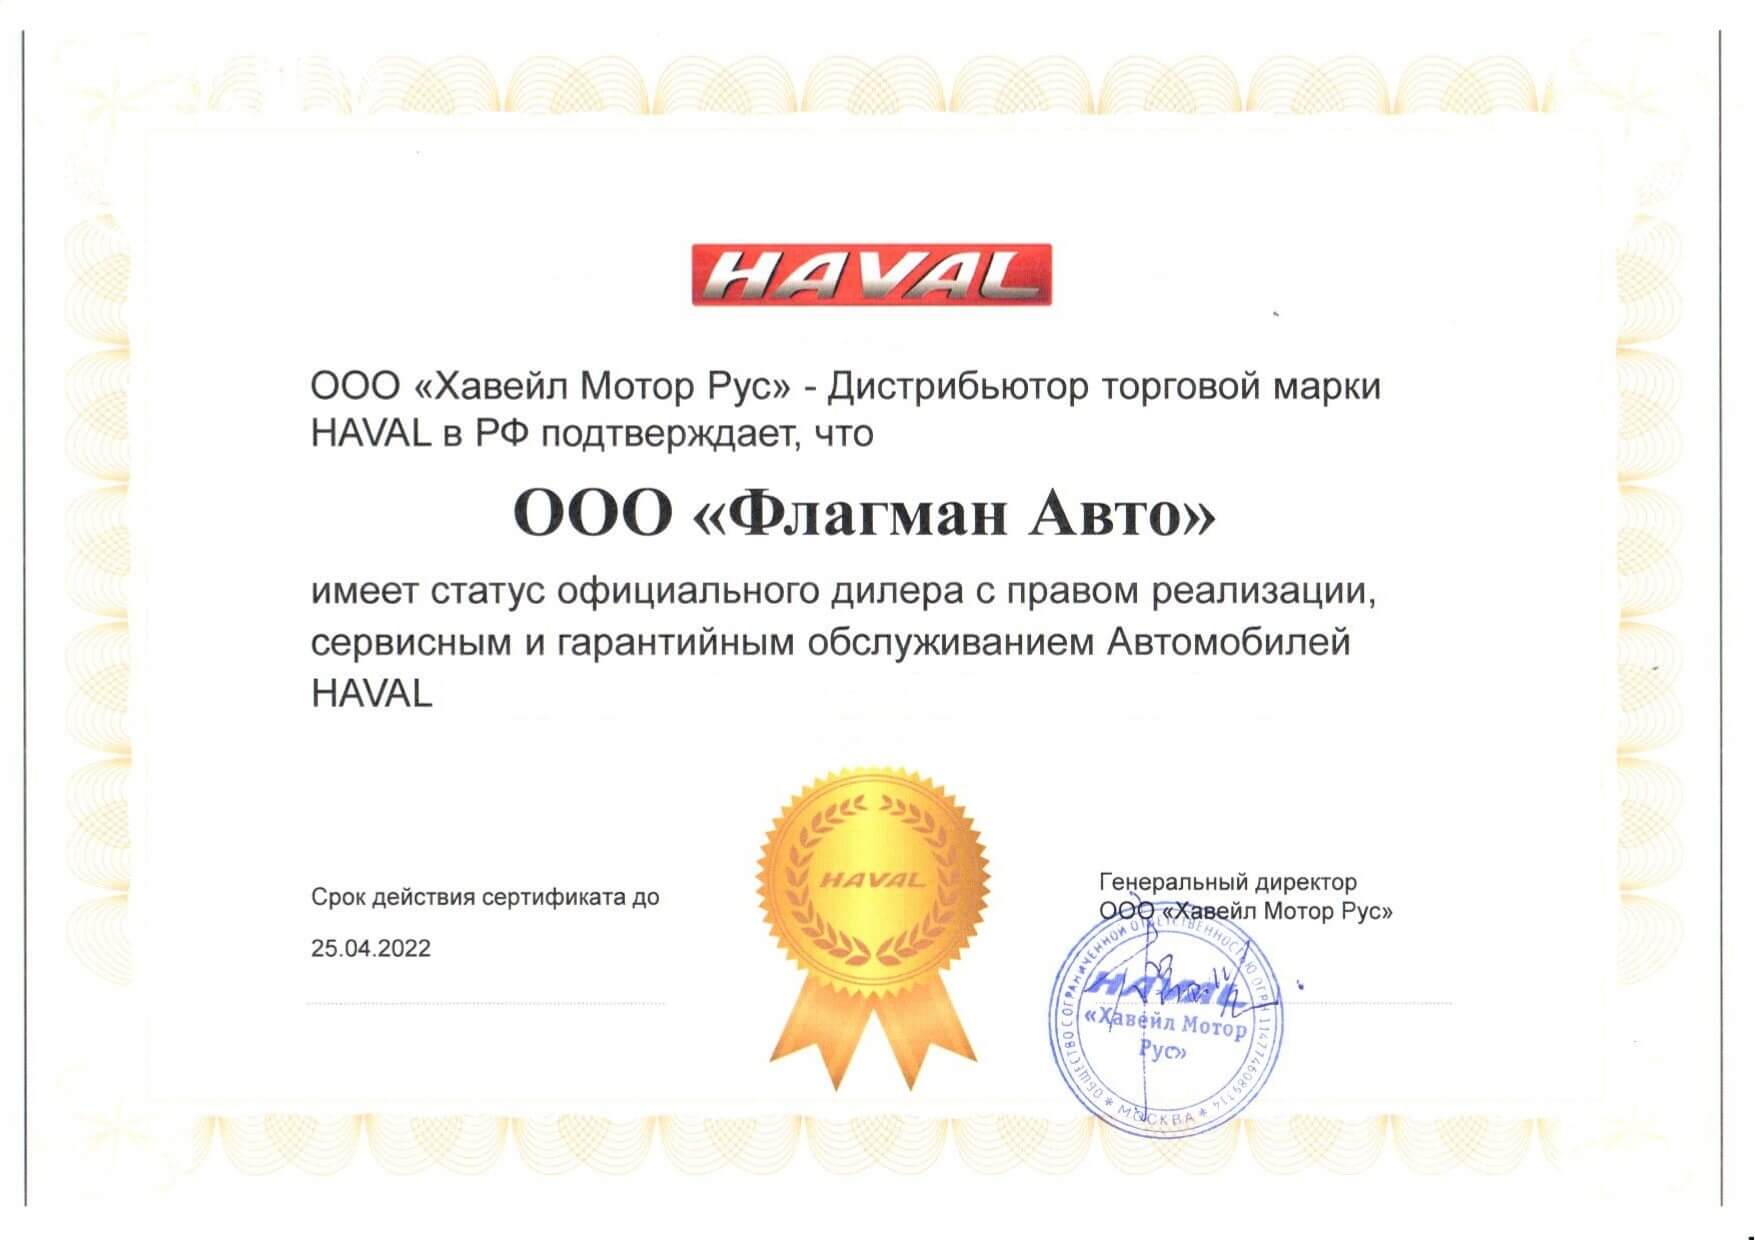 HAVAL
ООО «Хавейл Мотор Рус» - Дистрибьютор торговой марки
HAVAL в РФ подтверждает, что
ООО «Флагман Авто»
имеет статус официального дилера с правом реализации,
сервисным и гарантийным обслуживанием Автомобилей
HAVAL
HAVAL
Срок действия сертификата до
25.04.2022
Генеральный директор
ООО «Хавейл Мотор Рус»
ОБЩЕСТВО С ОГРАНИЧЕННОЙ ОТВЕТСТВЕННОСТЬЮ ОГРН
HAVAL
«Хавейл Мотор
Рус»
* МОСКВА *